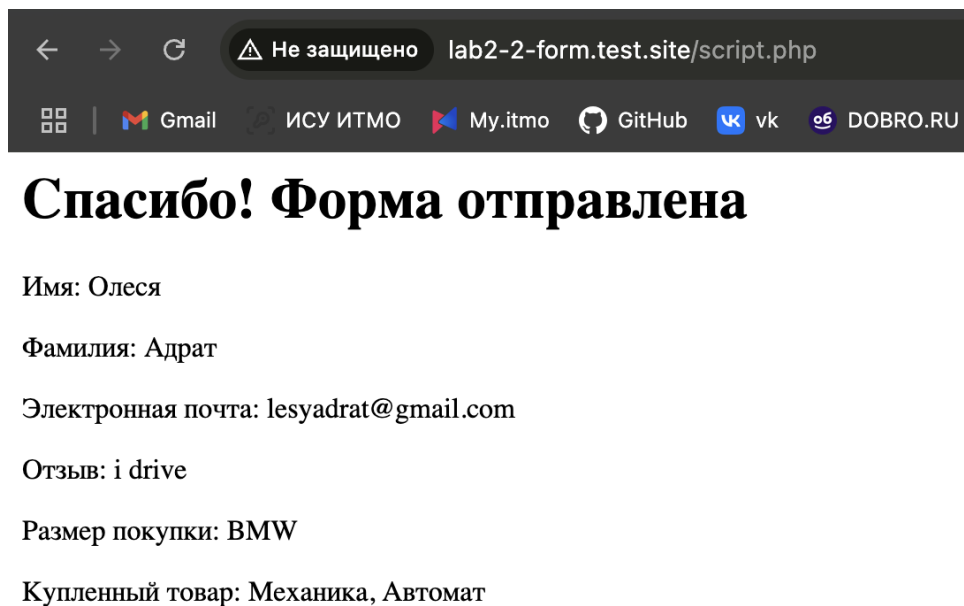 Не защищено lab2-2-form.test.site/script.php
Gmail ИСУ ИТМО My.itmo GitHub vk об DOBRO.RU
Спасибо! Форма отправлена
Имя: Олеся
Фамилия: Адрат
Электронная почта: lesyadrat@gmail.com
Отзыв: i drive
Размер покупки: BMW
Купленный товар: Механика, Автомат